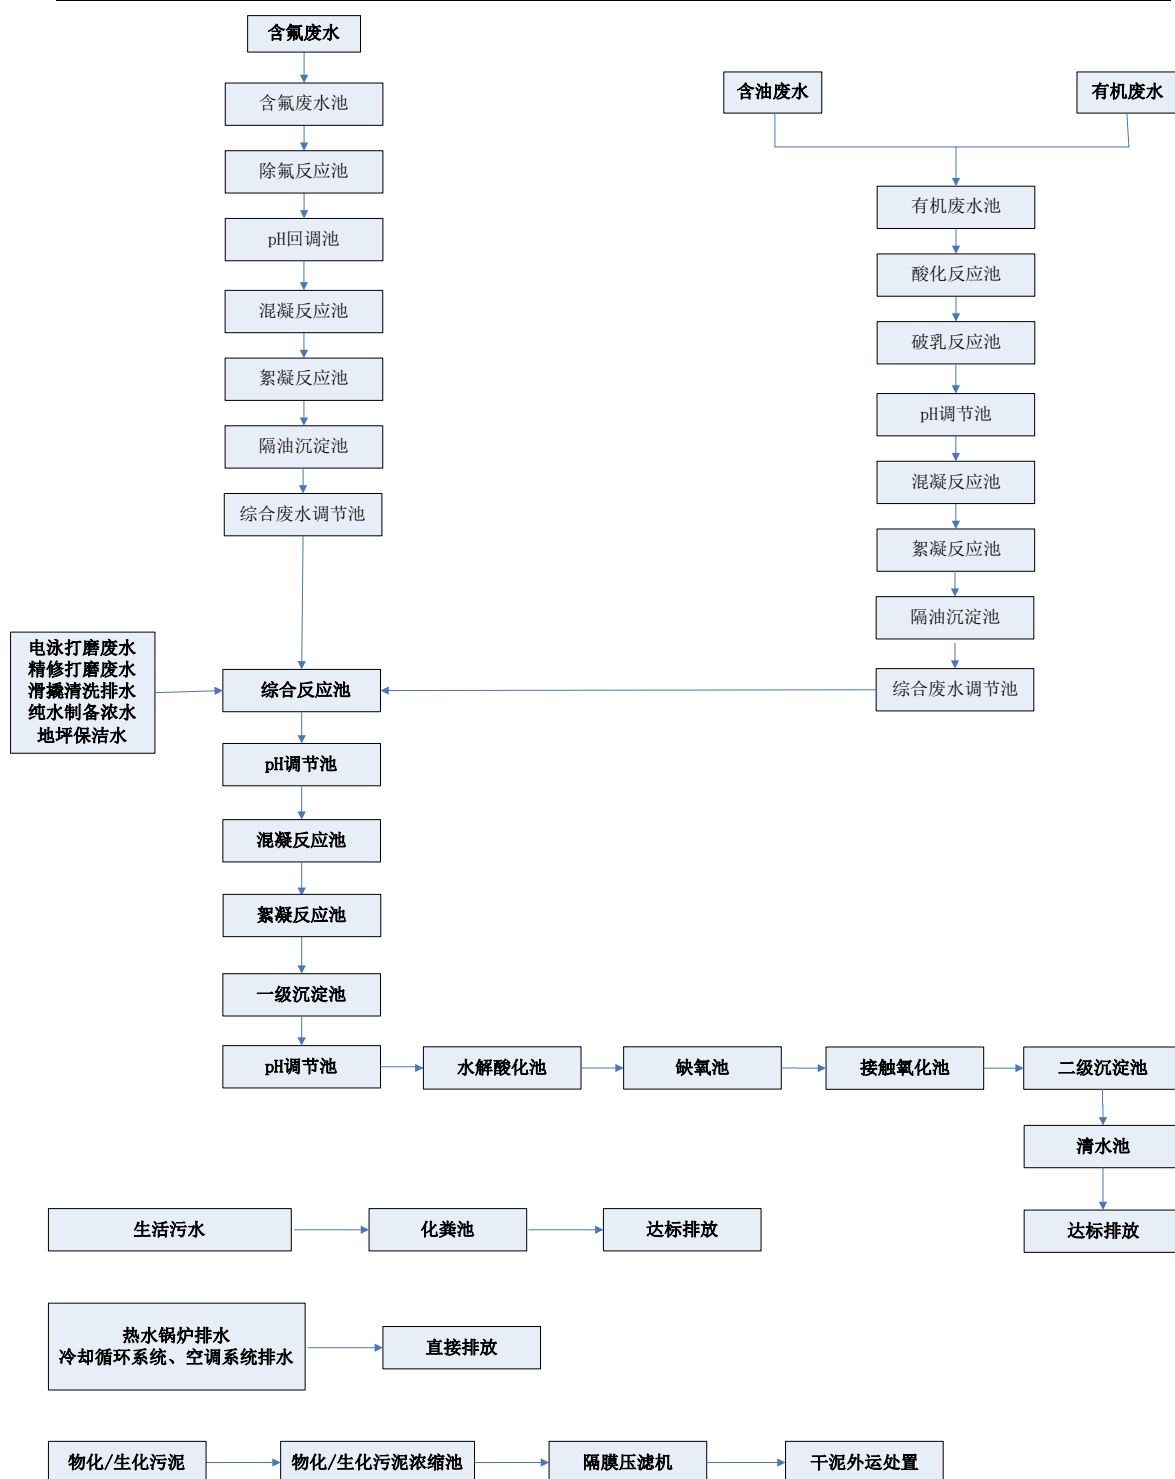 含氟废水
含氟废水池
除氟反应池
pH回调池
混凝反应池
絮凝反应池
隔油沉淀池
综合废水调节池
含油废水
有机废水
有机废水池
酸化反应池
破乳反应池
pH调节池
混凝反应池
絮凝反应池
隔油沉淀池
综合废水调节池
电泳打磨废水
精修打磨废水
滑撬清洗排水
纯水制备浓水
地坪保洁水
综合反应池
pH调节池
混凝反应池
絮凝反应池
一级沉淀池
pH调节池
水解酸化池
缺氧池
接触氧化池
二级沉淀池
清水池
达标排放
生活污水
化粪池
达标排放
热水锅炉排水
冷却循环系统、空调系统排水
直接排放
物化/生化污泥
物化/生化污泥浓缩池
隔膜压滤机
干泥外运处置